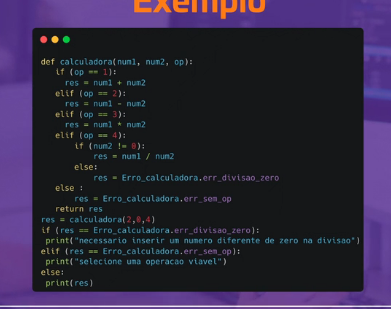 Exemplo
def calculadora(num1, num2, op):
   if (op == 1):
     res = num1 + num2
   elif (op == 2):
     res = num1 - num2
   elif (op == 3):
     res = num1 * num2
   elif (op == 4):
       if (num2 != 0):
           res = num1 / num2
       else:
           res = Erro_calculadora.err_divisao_zero
   else :
       res = Erro_calculadora.err_sem_op
   return res
res = calculadora(2,0,4)
if (res == Erro_calculadora.err_divisao_zero):
 print("necessario inserir um numero diferente de zero na divisao")
elif (res == Erro_calculadora.err_sem_op):
 print("selecione uma operacao viavel")
else:
 print(res)